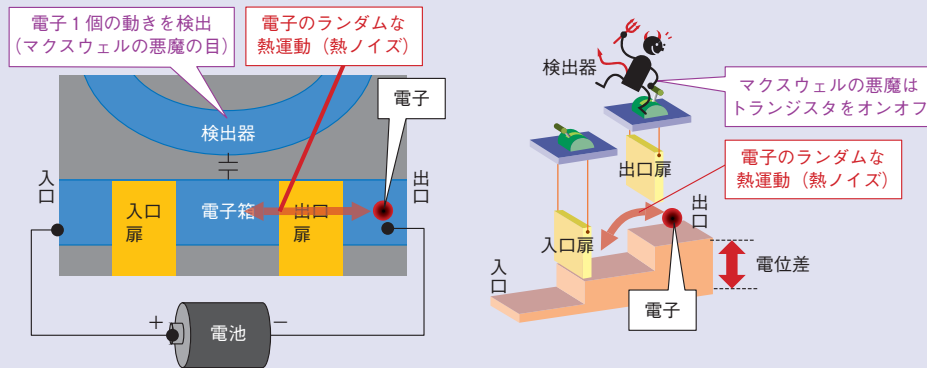 電子1個の動きを検出
(マクスウェルの悪魔の目)
電子のランダムな
熱運動(熱ノイズ)
電子
検出器
入口
入口
扉
電子箱
出口
扉
出口
+
電池
−
検出器
マクスウェルの悪魔は
トランジスタをオンオフ
出口扉
電子のランダムな
熱運動(熱ノイズ)
出口
入口扉
入口
電位差
電子